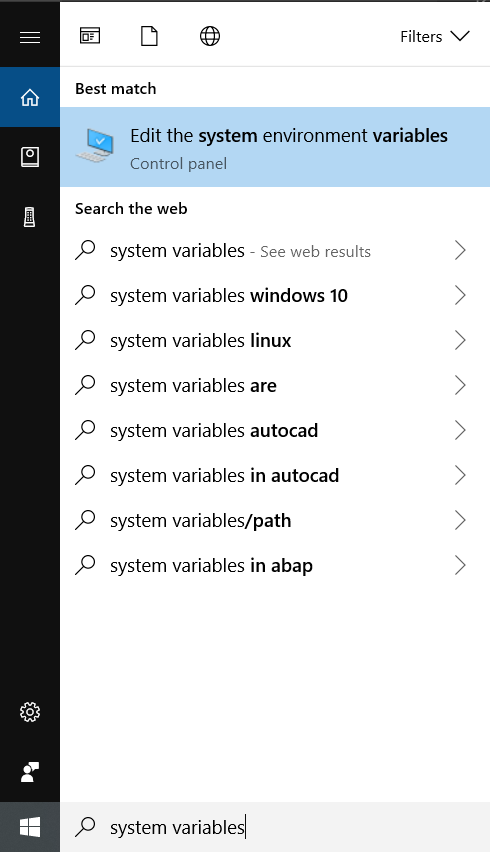 Filters
Best match
Edit the system environment variables
Control panel
Search the web
system variables - See web results
system variables windows 10
system variables linux
system variables are
system variables autocad
system variables in autocad
system variables/path
system variables in abap
system variables